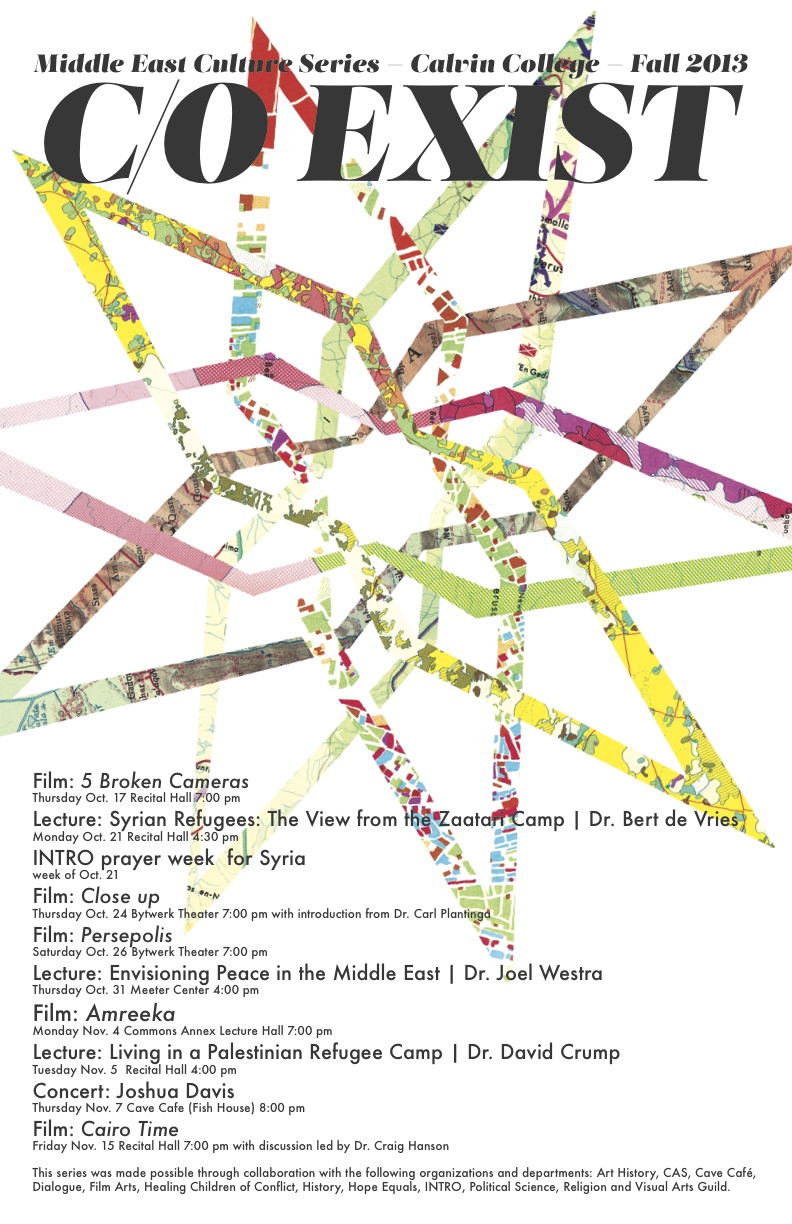 Middle East Culture Series – Calvin College – Fall 2013
C/O EXIST
Film: 5 Broken Cameras
Thursday Oct. 17 Recital Hall 7:00 pm
Lecture: Syrian Refugees: The View from the Zaatari Camp | Dr. Bert de Vries
Monday Oct. 21 Recital Hall 4:30 pm
INTRO prayer week  for Syria
week of Oct. 21
Film: Close up
Thursday Oct. 24 Bytwerk Theater 7:00 pm with introduction from Dr. Carl Plantinga
Film: Persepolis
Saturday Oct. 26 Bytwerk Theater 7:00 pm
Lecture: Envisioning Peace in the Middle East | Dr. Joel Westra
Thursday Oct. 31 Meeter Center 4:00 pm
Film: Amreeka
Monday Nov. 4 Commons Annex Lecture Hall 7:00 pm
Lecture: Living in a Palestinian Refugee Camp | Dr. David Crump
Tuesday Nov. 5  Recital Hall 4:00 pm
Concert: Joshua Davis
Thursday Nov. 7 Cave Cafe (Fish House) 8:00 pm
Film: Cairo Time
Friday Nov. 15 Recital Hall 7:00 pm with discussion led by Dr. Craig Hanson
This series was made possible through collaboration with the following organizations and departments: Art History, CAS, Cave Café,
Dialogue, Film Arts, Healing Children of Conflict, History, Hope Equals, INTRO, Political Science, Religion and Visual Arts Guild.